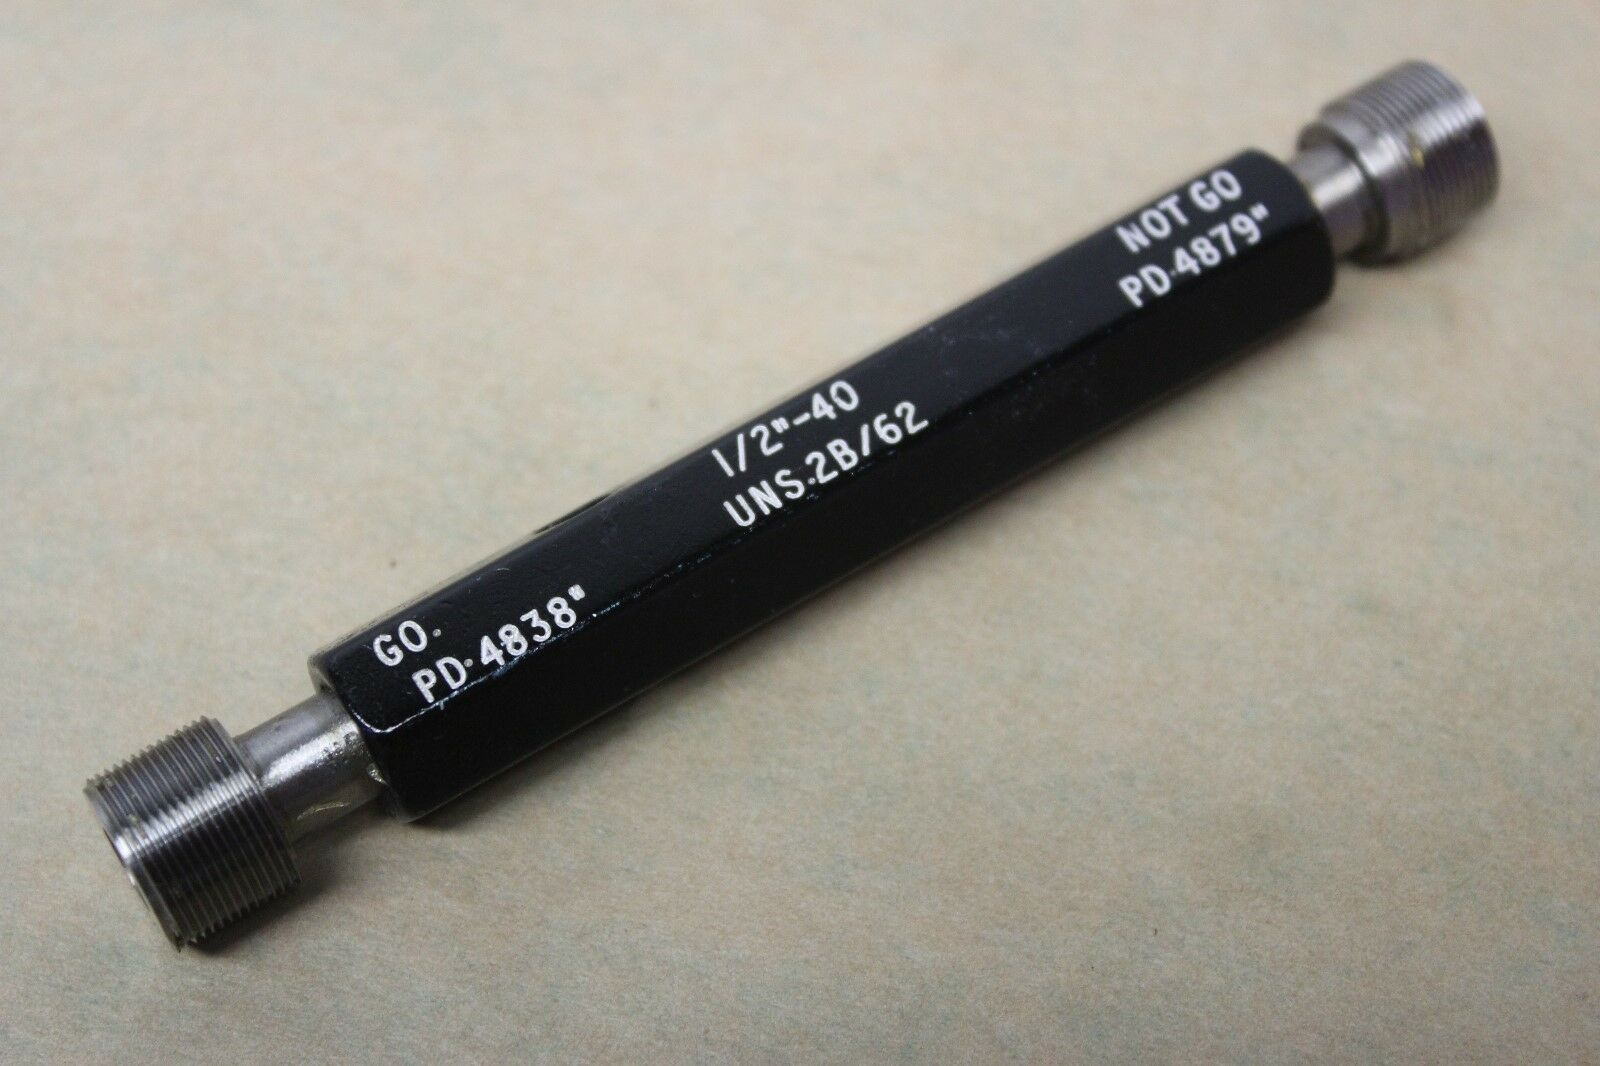 GO.
PD.4838"
1/2"-40
UNS.2B/62
NOT GO
PD.4879"